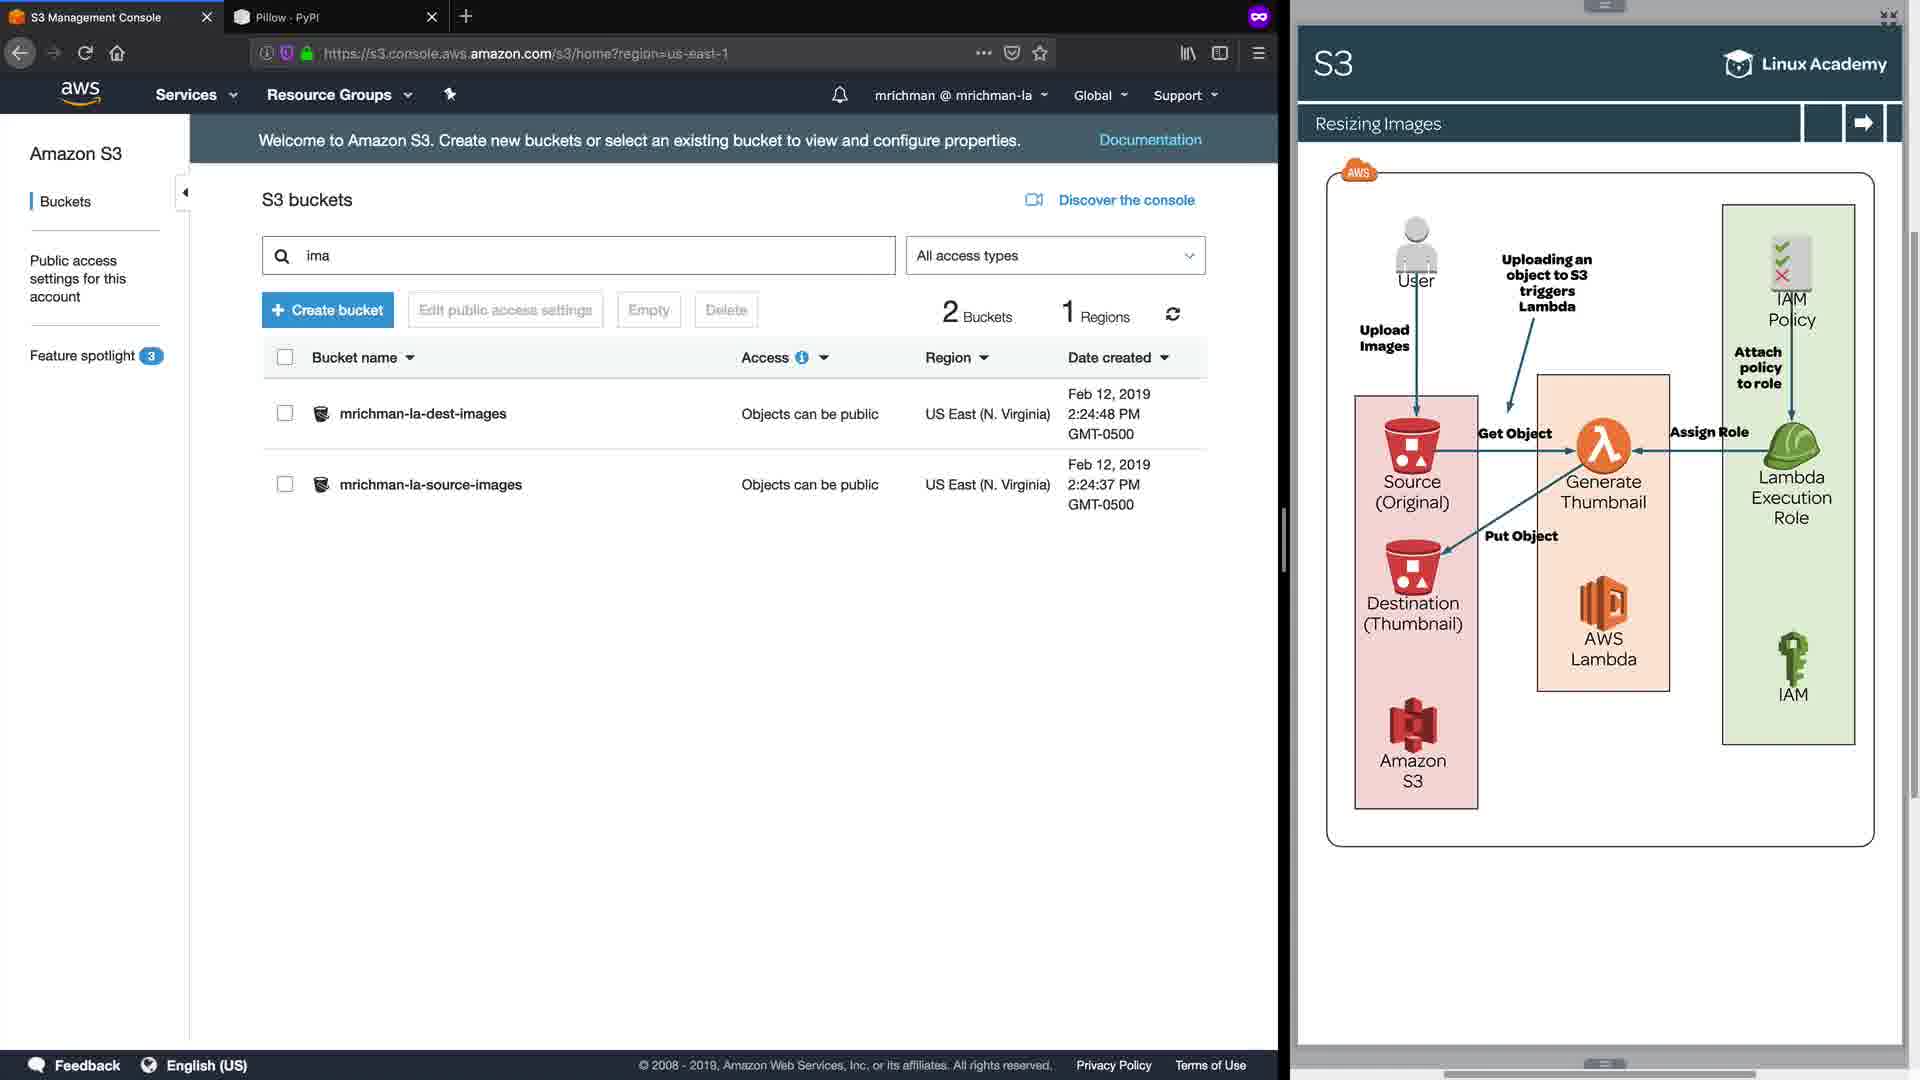 S3 Management Console
Pillow · PyPI
https://s3.console.aws.amazon.com/s3/home?region=us-east-1
aws
Services
Resource Groups
mrichman @ mrichman-la
Global
Support
Amazon S3
Buckets
Public access
settings for this
account
Feature spotlight 3
Welcome to Amazon S3. Create new buckets or select an existing bucket to view and configure properties.
Documentation
S3 buckets
Discover the console
ima
All access types
+ Create bucket
Edit public access settings
Empty
Delete
2 Buckets
1 Regions
Bucket name
Access
Region
Date created
mrichman-la-dest-images
Objects can be public
US East (N. Virginia)
Feb 12, 2019
2:24:48 PM
GMT-0500
mrichman-la-source-images
Objects can be public
US East (N. Virginia)
Feb 12, 2019
2:24:37 PM
GMT-0500
Feedback
English (US)
© 2008 - 2019, Amazon Web Services, Inc. or its affiliates. All rights reserved.
Privacy Policy
Terms of Use
S3
Linux Academy
Resizing Images
AWS
User
Upload
Images
Uploading an
object to S3
triggers
Lambda
IAM
Policy
Attach
policy
to role
Get Object
Assign Role
Source
(Original)
Generate
Thumbnail
Lambda
Execution
Role
Put Object
Destination
(Thumbnail)
AWS
Lambda
IAM
Amazon
S3